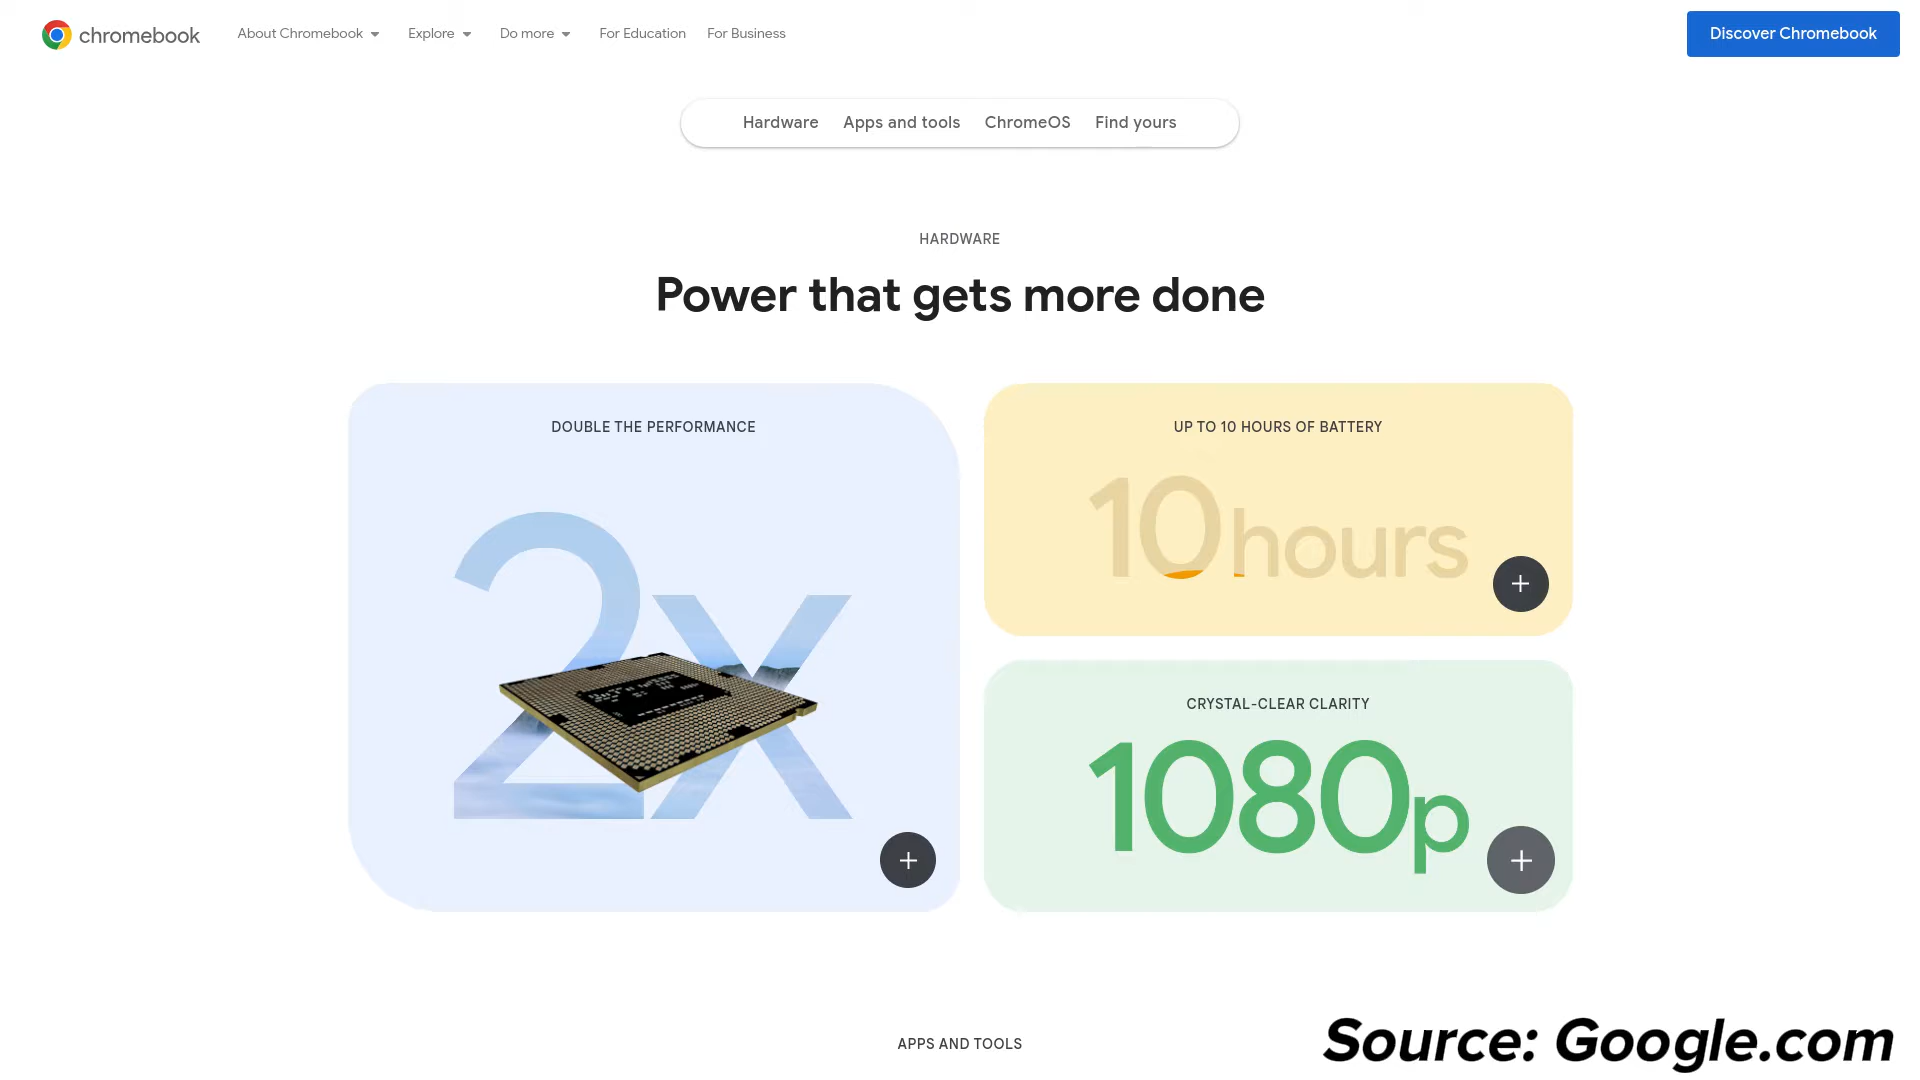 chromebook
About Chromebook
Explore
Do more
For Education
For Business
Discover Chromebook
Hardware
Apps and tools
ChromeOS
Find yours
HARDWARE
Power that gets more done
DOUBLE THE PERFORMANCE
2x
UP TO 10 HOURS OF BATTERY
10 hours
CRYSTAL-CLEAR CLARITY
1080p
APPS AND TOOLS
Source: Google.com